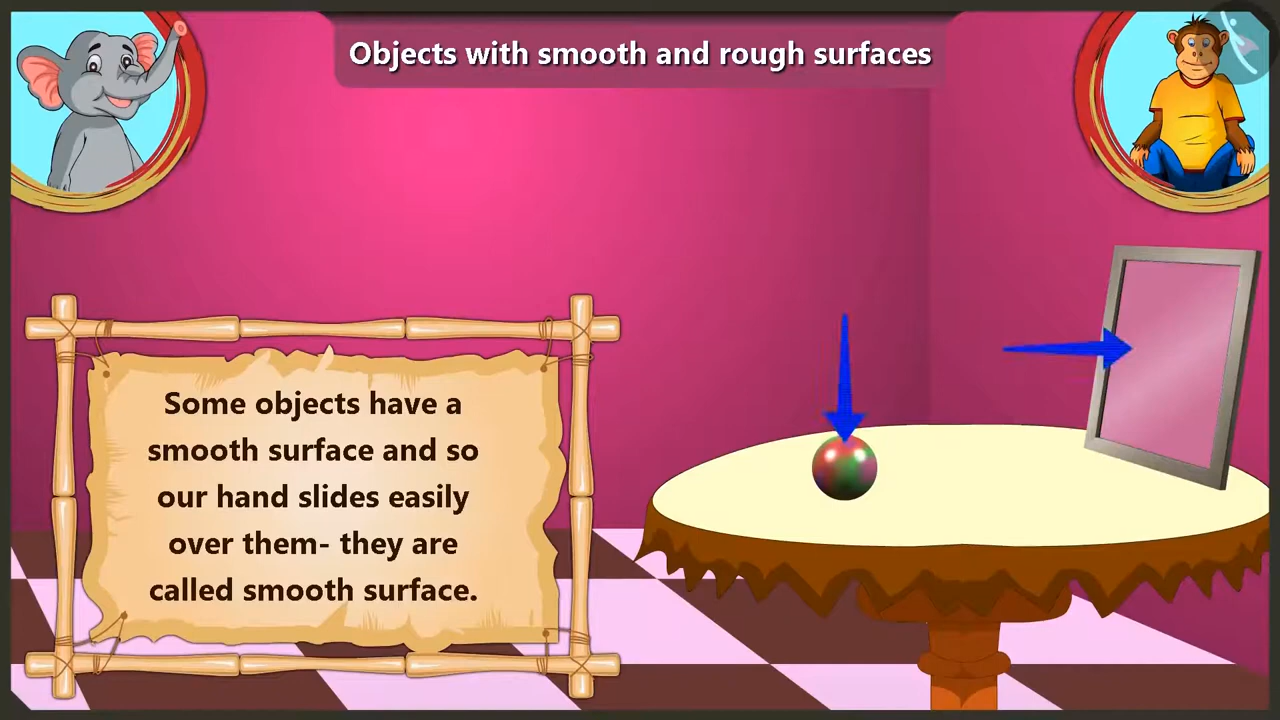 Objects with smooth and rough surfaces
Some objects have a
smooth surface and so
our hand slides easily
over them- they are
called smooth surface.